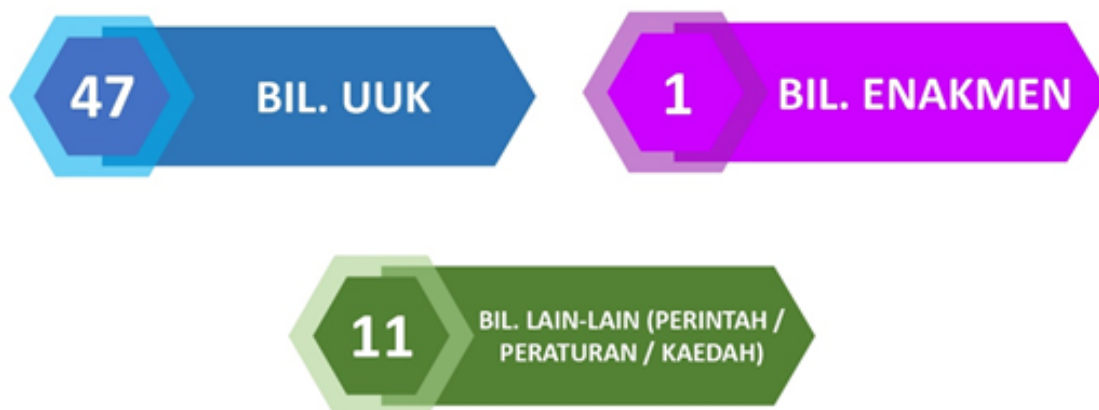 47
BIL. UUK
1
BIL. ENAKMEN
11
BIL. LAIN-LAIN (PERINTAH /
PERATURAN / KAEDAH)